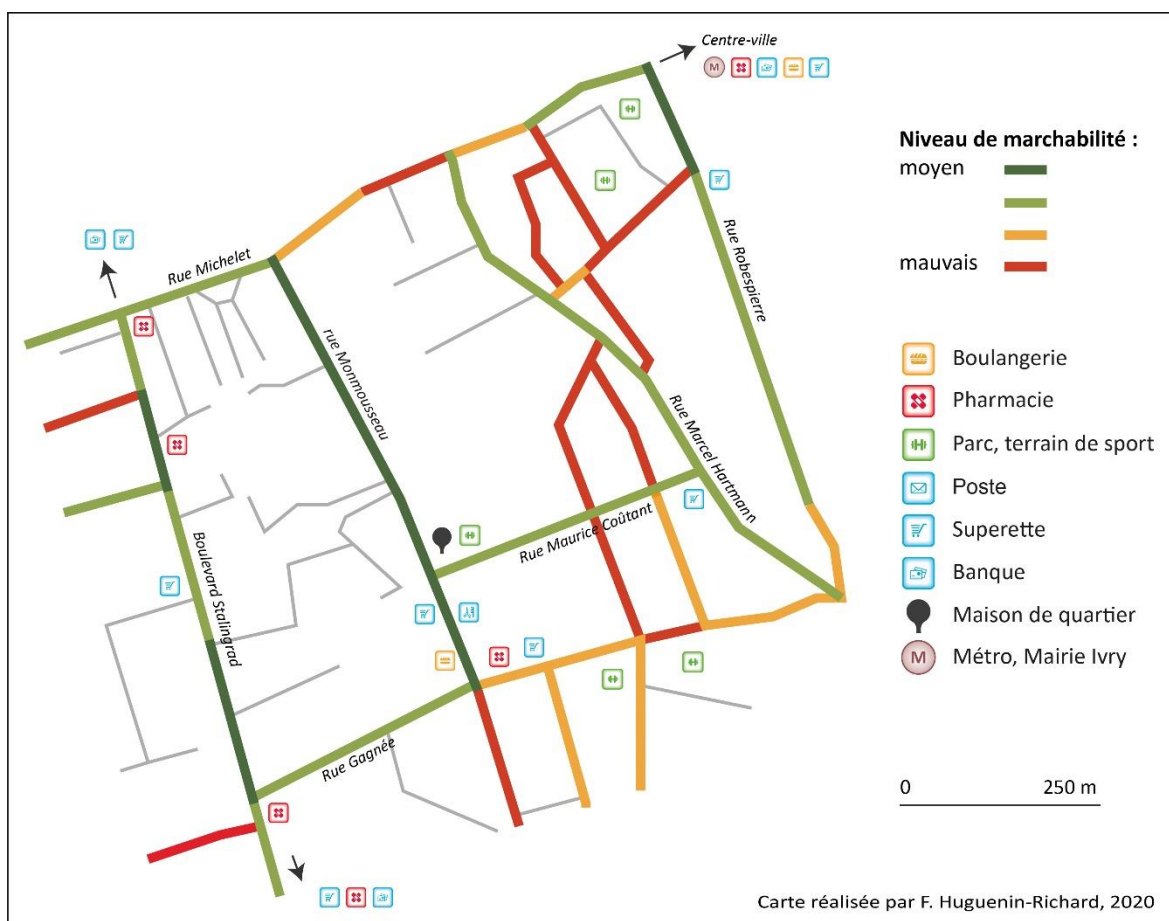 Centre-ville
M
Niveau de marchabilité :
moyen
mauvais
Rue Michelet
Rue Robespierre
rue Monmousseau
Boulangerie
Pharmacie
Parc, terrain de sport
Rue Marcel Hartmann
Poste
Rue Maurice Coûtant
Superette
Boulevard Stalingrad
Banque
Maison de quartier
M Métro, Mairie Ivry
Rue Gagnée
0 250 m
Carte réalisée par F. Huguenin-Richard, 2020